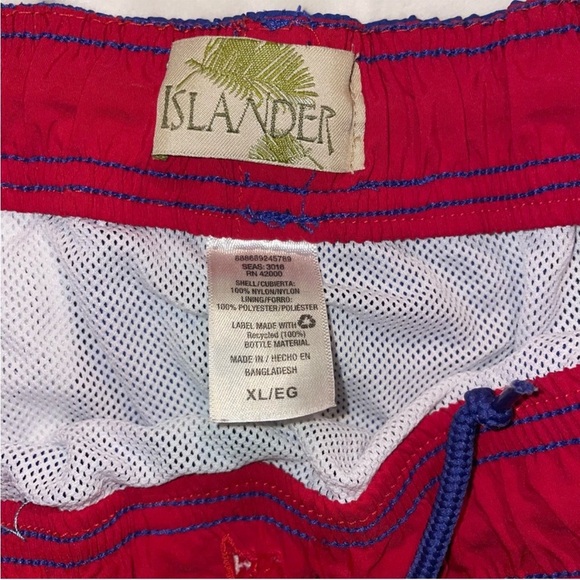 ISLANDER
888689245789
SEAS: 3016
RN 42000
SHELL/CUBIERTA:
100% NYLON/NYLON
LINING/FORRO:
100% POLYESTER/POLIÉSTER
LABEL MADE WITH
Recycled (100%)
BOTTLE MATERIAL
MADE IN / HECHO EN
BANGLADESH
XL/EG